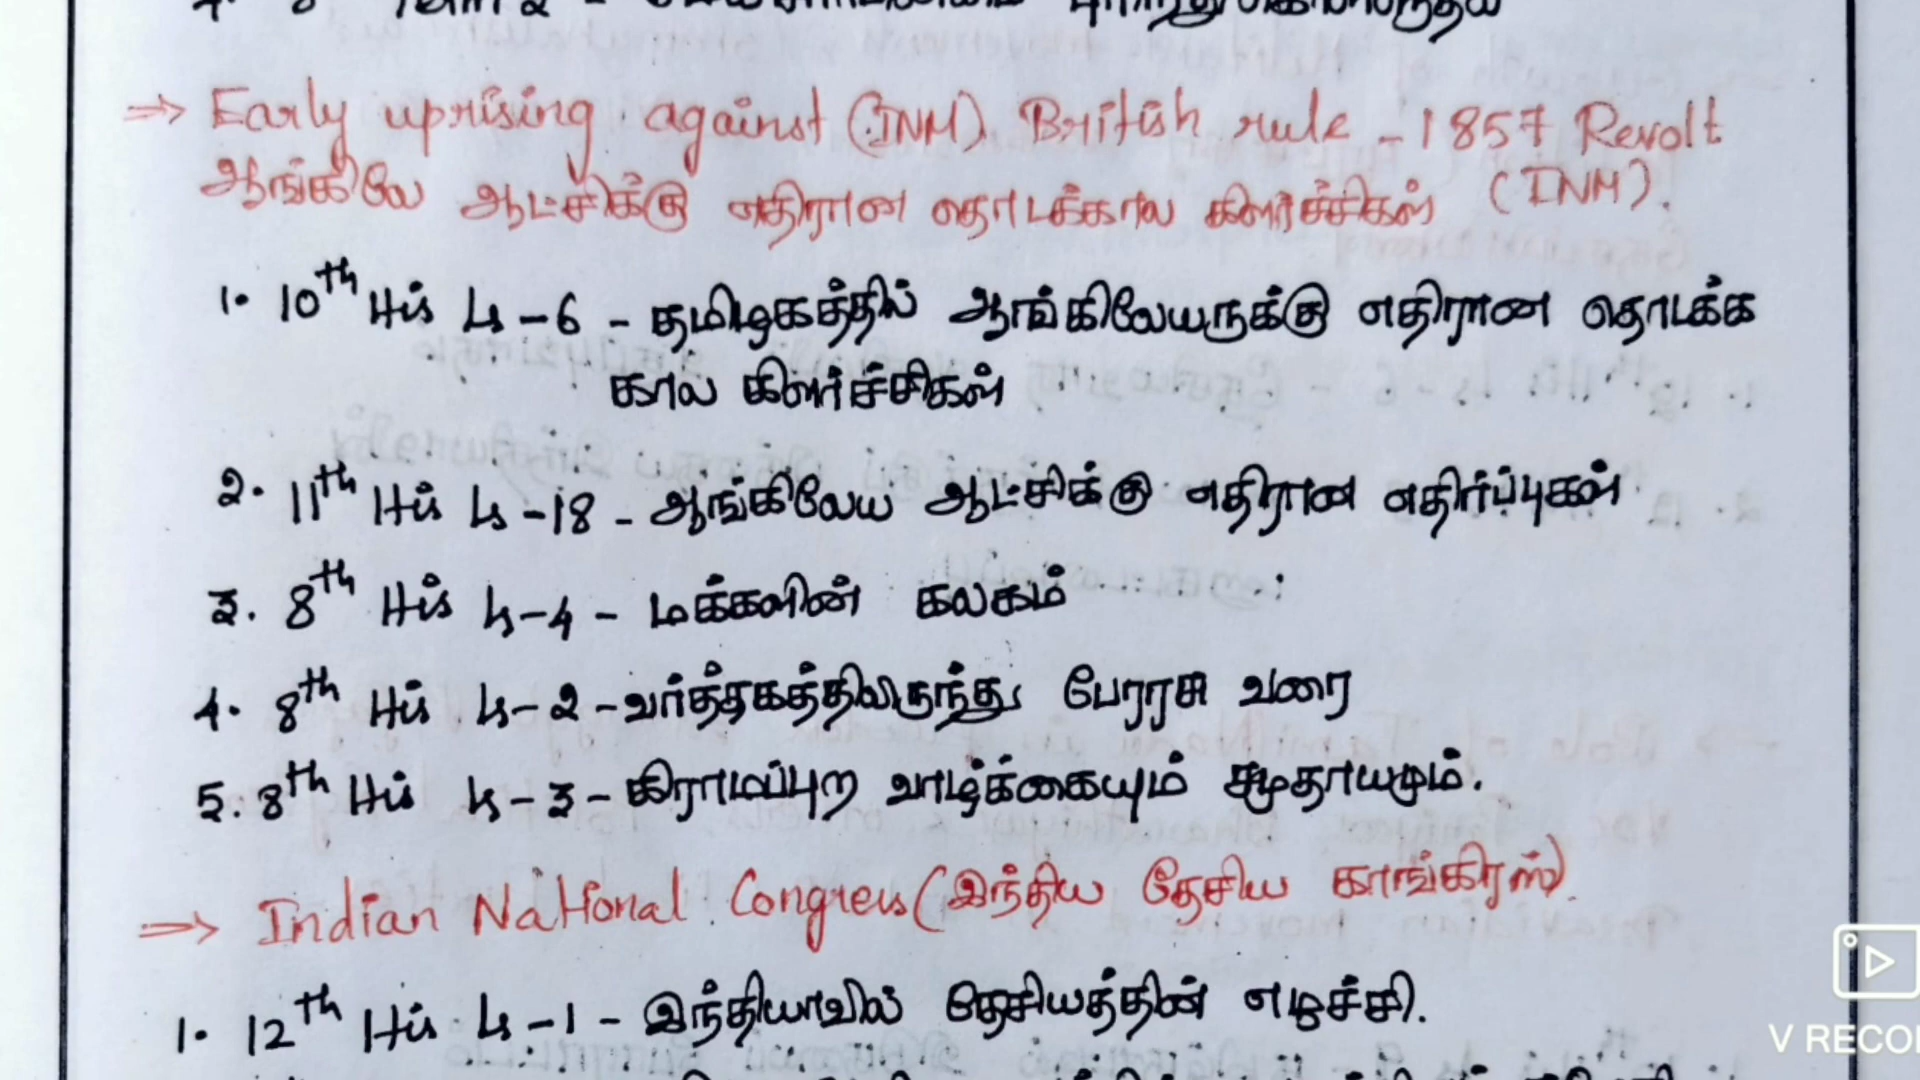 ⇒ Early uprising against (INM) British rule - 1857 Revolt
ஆங்கிலே ஆட்சிக்கு எதிரான தொடக்கால கிளர்ச்சிகள் (INM).
1. 10th His L-6 - தமிழகத்தில் ஆங்கிலேயருக்கு எதிரான தொடக்க
கால கிளர்ச்சிகள்
2. 11th His L-18 - ஆங்கிலேய ஆட்சிக்கு எதிரான எதிர்ப்புகள்
3. 8th His L-4 - மக்களின் கலகம்
4. 8th His L-2 - வர்த்தகத்திலிருந்து பேரரசு வரை
5. 8th His L-3 - கிராமப்புற வாழ்க்கையும் சமுதாயமும்.
⇒ Indian National Congress (இந்திய தேசிய காங்கிரஸ்).
1. 12th His L-1 - இந்தியாவில் தேசியத்தின் எழுச்சி.
V RECO